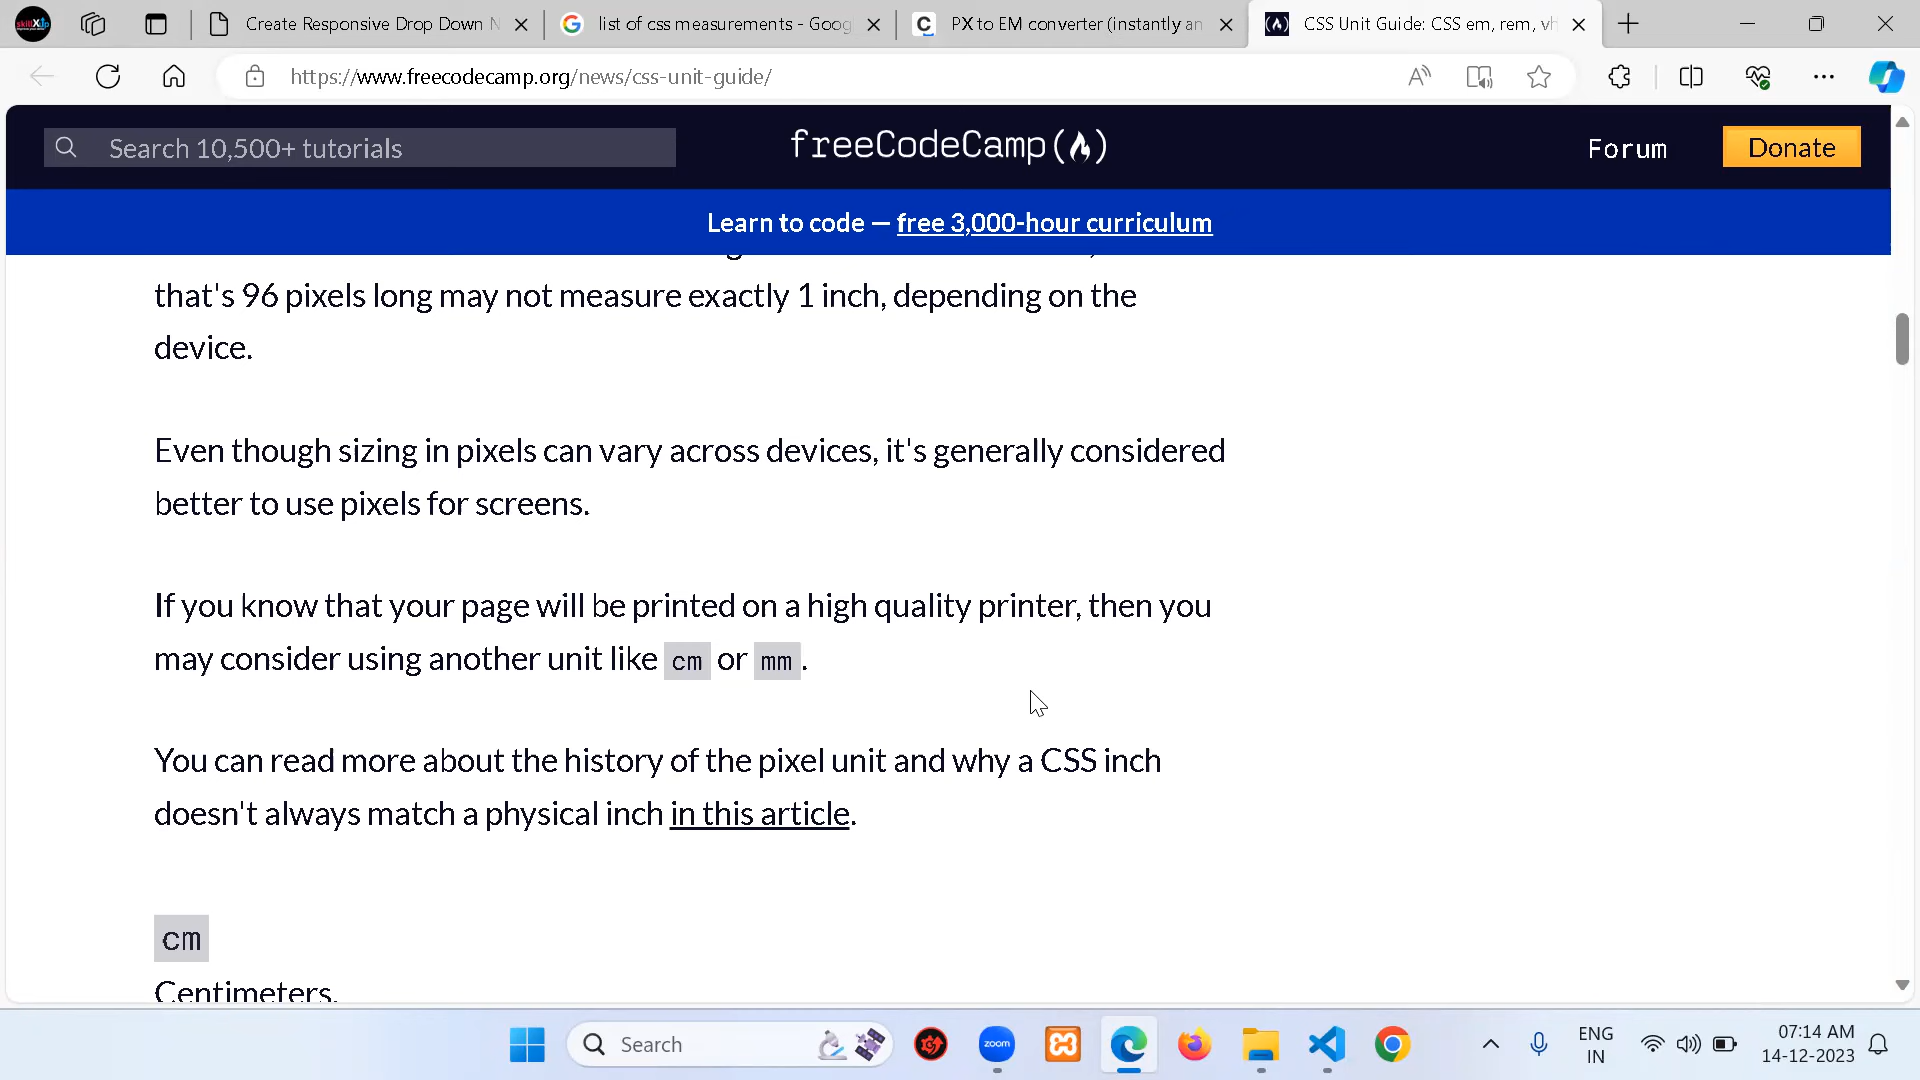 skillX.jp
Create Responsive Drop Down N
list of css measurements - Goog
PX to EM converter (instantly an
CSS Unit Guide: CSS em, rem, vh
https://www.freecodecamp.org/news/css-unit-guide/
Search 10,500+ tutorials
freeCodeCamp(🔥)
Forum
Donate
Learn to code — free 3,000-hour curriculum
that's 96 pixels long may not measure exactly 1 inch, depending on the
device.
Even though sizing in pixels can vary across devices, it's generally considered
better to use pixels for screens.
If you know that your page will be printed on a high quality printer, then you
may consider using another unit like cm or mm.
You can read more about the history of the pixel unit and why a CSS inch
doesn't always match a physical inch in this article.
cm
Centimeters.
Search
zoom
ENG
IN
07:14 AM
14-12-2023